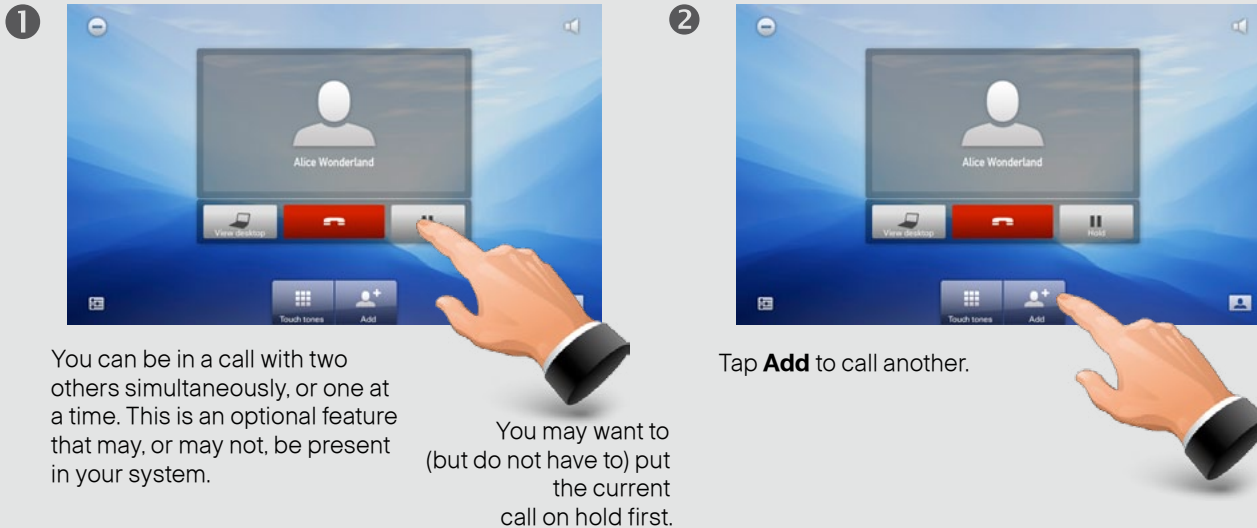 1
Alice Wonderland
View desktop
Touch tones
Add
You can be in a call with two
others simultaneously, or one at
a time. This is an optional feature
that may, or may not, be present
in your system.
You may want to
(but do not have to) put
the current
call on hold first.
2
Alice Wonderland
View desktop
Hold
Touch tones
Add
Tap Add to call another.